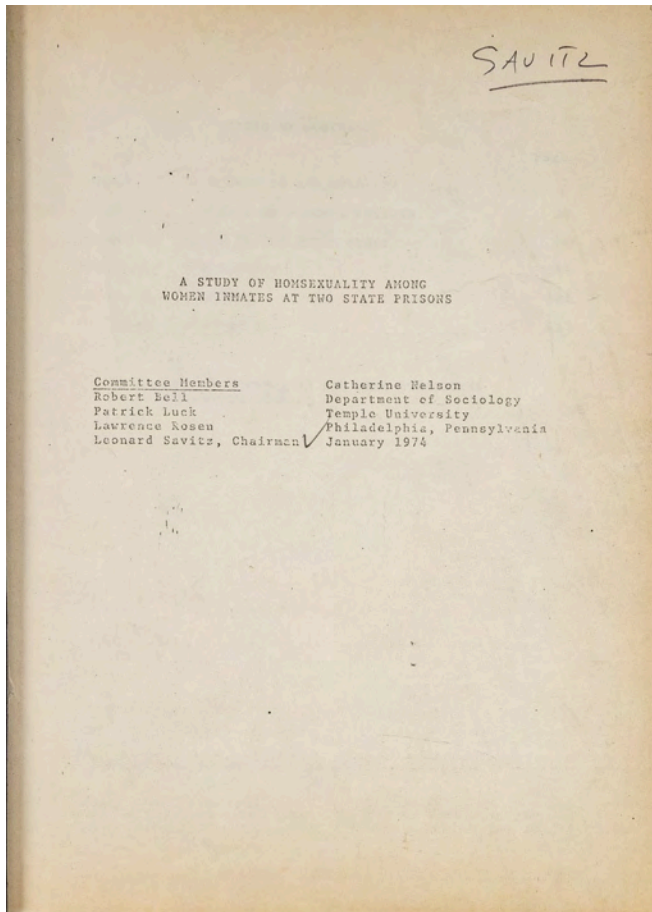 SAVITZ
A STUDY OF HOMSEXUALITY AMONG
WOMEN INMATES AT TWO STATE PRISONS
Committee Members
Robert Bell
Patrick Luck
Lawrence Rosen
Leonard Savitz, Chairman
Catherine Nelson
Department of Sociology
Temple University
Philadelphia, Pennsylvania
January 1974